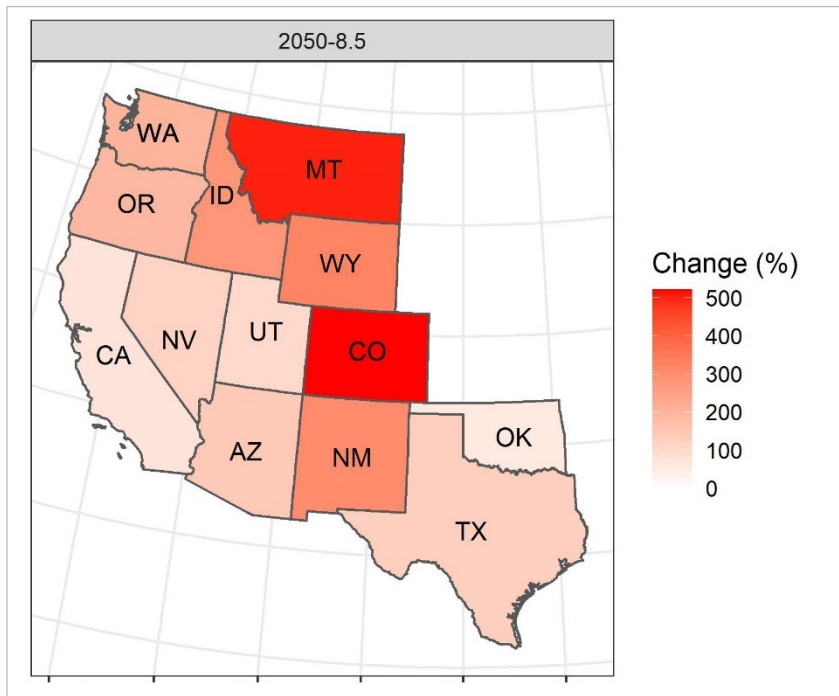 2050-8.5
WA
MT
OR
ID
WY
NV
UT
CO
CA
AZ
NM
OK
TX
Change (%)
500
400
300
200
100
0